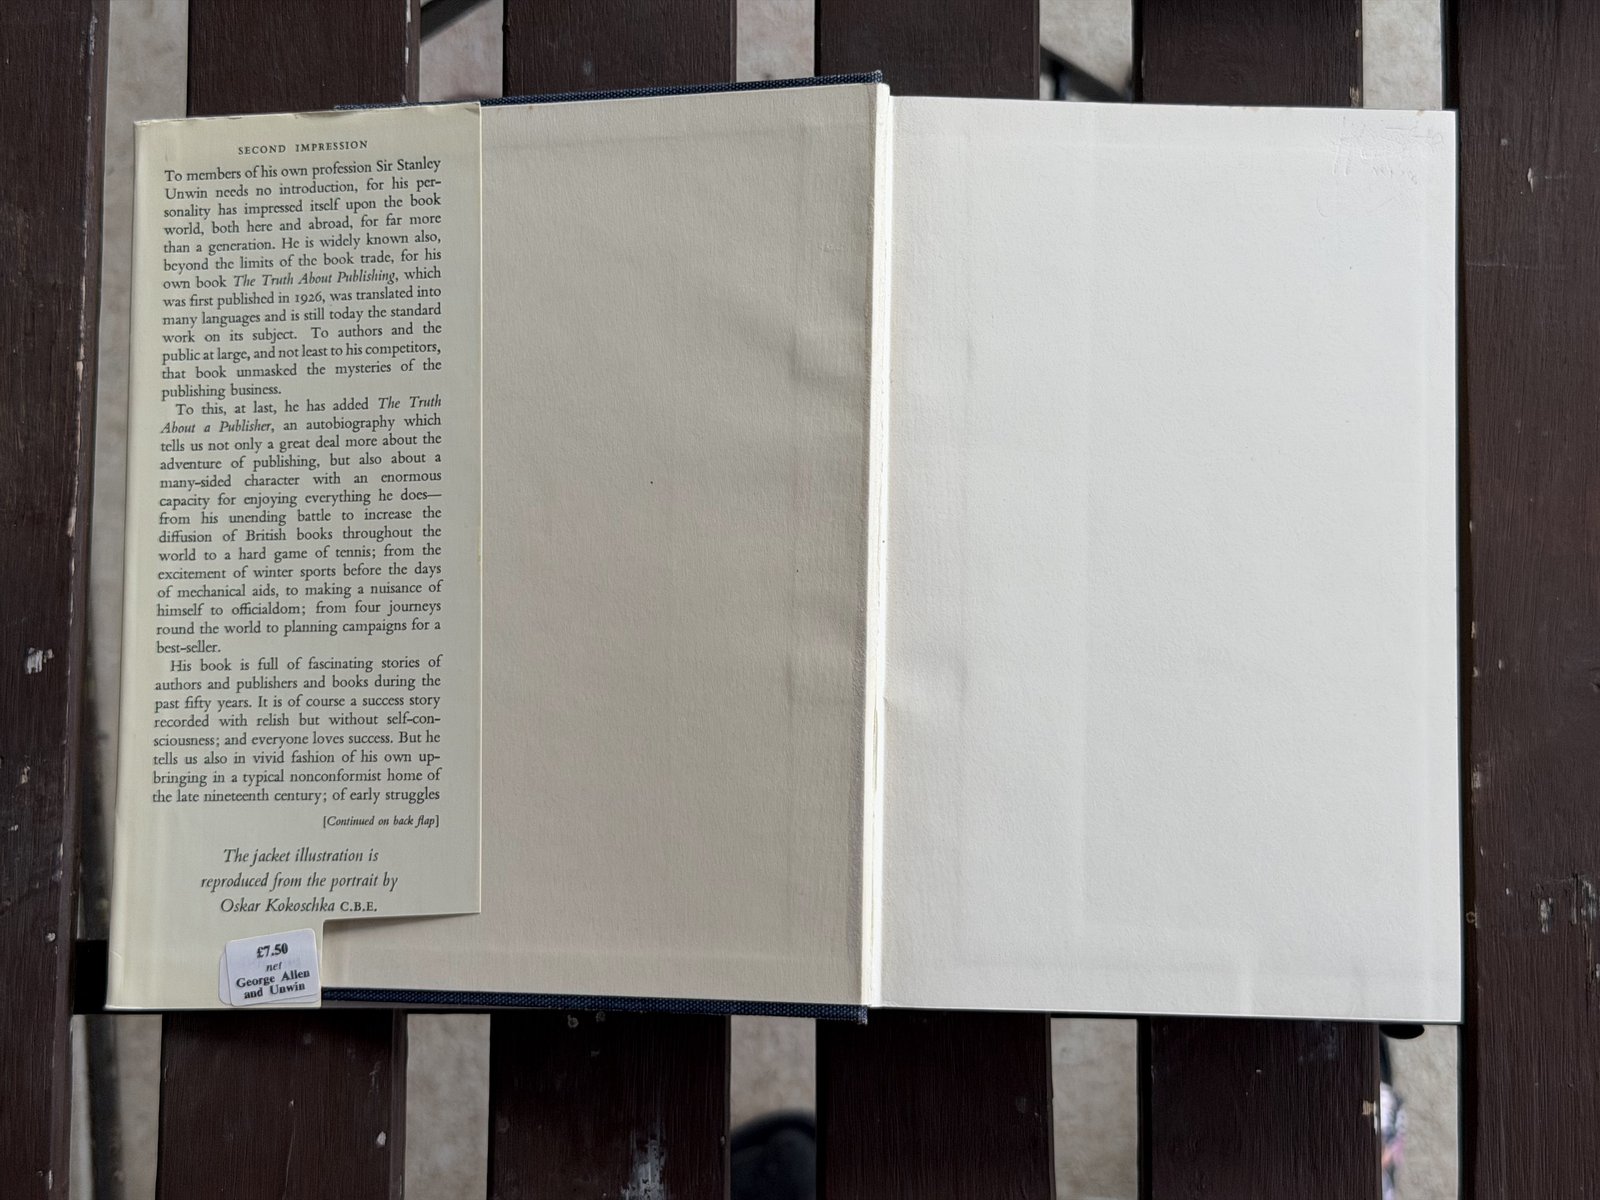 SECOND IMPRESSION
To members of his own profession Sir Stanley
Unwin needs no introduction, for his per-
sonality has impressed itself upon the book
world, both here and abroad, for far more
than a generation. He is widely known also,
beyond the limits of the book trade, for his
own book The Truth About Publishing, which
was first published in 1926, was translated into
many languages and is still today the standard
work on its subject. To authors and the
public at large, and not least to his competitors,
that book unmasked the mysteries of the
publishing business.
To this, at last, he has added The Truth
About a Publisher, an autobiography which
tells us not only a great deal more about the
adventure of publishing, but also about a
many-sided character with an enormous
capacity for enjoying everything he does—
from his unending battle to increase the
diffusion of British books throughout the
world to a hard game of tennis; from the
excitement of winter sports before the days
of mechanical aids, to making a nuisance of
himself to officialdom; from four journeys
round the world to planning campaigns for a
best-seller.
His book is full of fascinating stories of
authors and publishers and books during the
past fifty years. It is of course a success story
recorded with relish but without self-con-
sciousness; and everyone loves success. But he
tells us also in vivid fashion of his own up-
bringing in a typical nonconformist home of
the late nineteenth century; of early struggles
[Continued on back flap]
The jacket illustration is
reproduced from the portrait by
Oskar Kokoschka C.B.E.
£7.50
net
George Allen
and Unwin